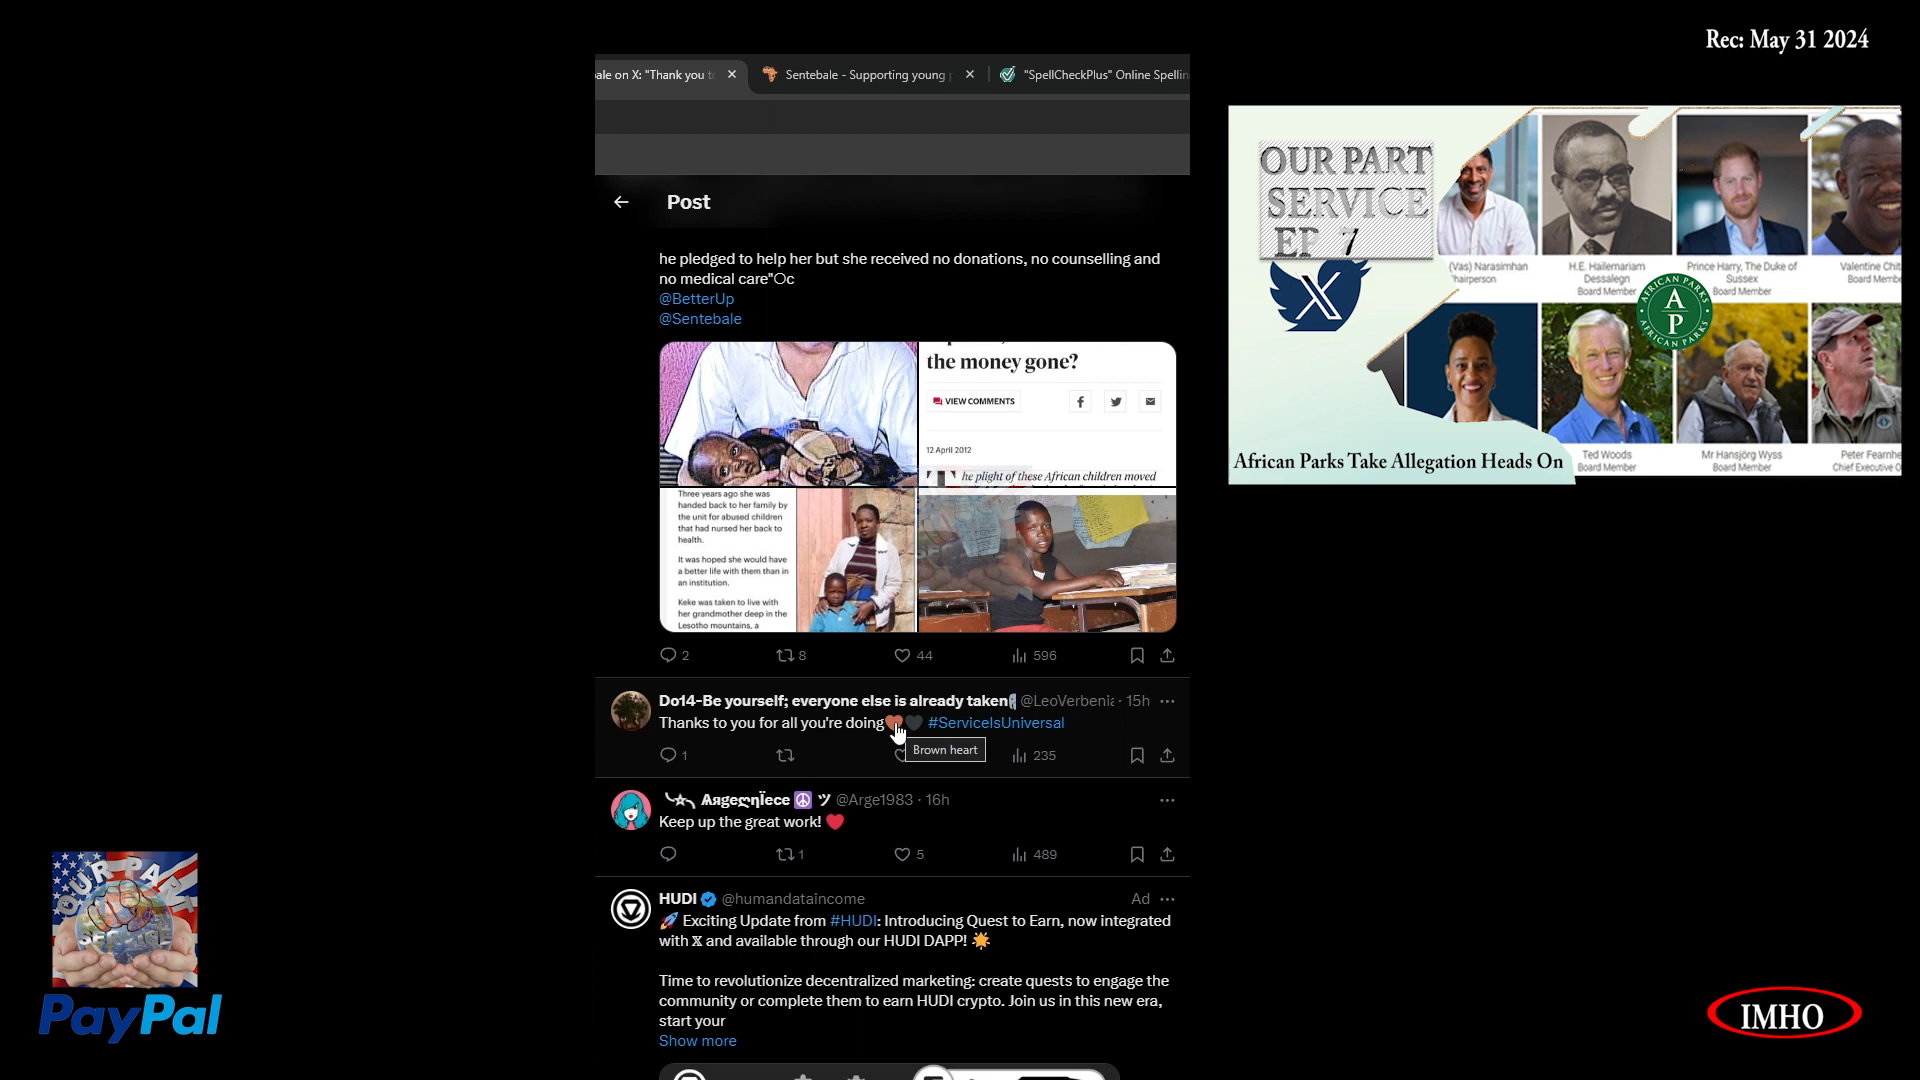 Rec: May 31 2024
ale on X: "Thank you t
Sentebale - Supporting young
"SpellCheckPlus" Online Spellin
Post
he pledged to help her but she received no donations, no counselling and
no medical care"Oc
@BetterUp
@Sentebale
the money gone?
VIEW COMMENTS
12 April 2012
he plight of these African children moved
Three years ago she was
handed back to her family by
the unit for abused children
that had nursed her back to
health.
It was hoped she would have
a better life with them than in
an institution.
Keke was taken to live with
her grandmother deep in the
Lesotho mountains, a
2
8
44
596
Do14-Be yourself; everyone else is already taken @LeoVerbenia · 15h
Thanks to you for all you're doing🤎🖤 #ServiceIsUniversal
Brown heart
1
235
AяgeლղÏece ☮ ツ @Arge1983 · 16h
Keep up the great work! ❤️
1
5
489
HUDI @humandataincome
Ad
🚀 Exciting Update from #HUDI: Introducing Quest to Earn, now integrated
with 𝕏 and available through our HUDI DAPP! 🌟
Time to revolutionize decentralized marketing: create quests to engage the
community or complete them to earn HUDI crypto. Join us in this new era,
start your
Show more
OUR PART
SERVICE
EP 7
(Vas) Narasimhan
hairperson
H.E. Hailemariam
Dessalegn
Board Member
Prince Harry, The Duke of
Sussex
Board Member
Valentine Chit
Board Membe
AFRICAN PARKS
A
P
AFRICAN PARKS
Ted Woods
Board Member
Mr Hansjörg Wyss
Board Member
Peter Fearnhe
Chief Executive O
African Parks Take Allegation Heads On
OUR PART
SERVICE
PayPal
IMHO